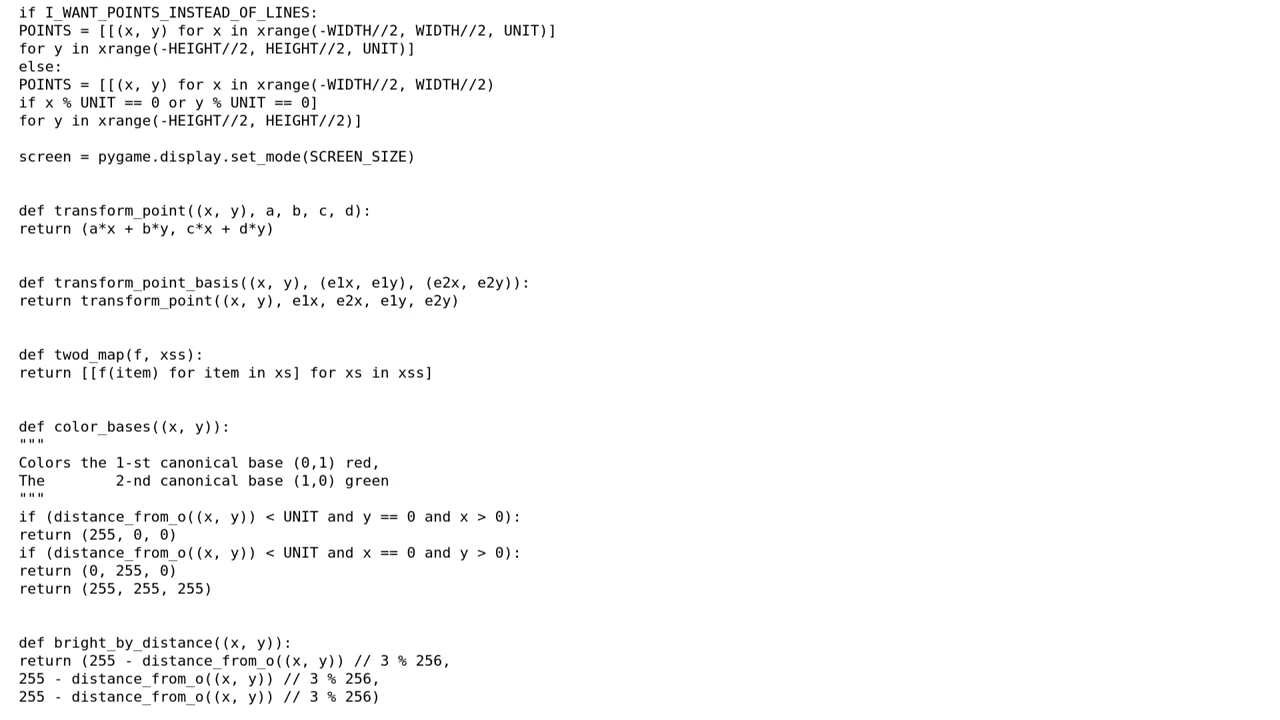 if I_WANT_POINTS_INSTEAD_OF_LINES:
POINTS = [[(x, y) for x in xrange(-WIDTH//2, WIDTH//2, UNIT)]
for y in xrange(-HEIGHT//2, HEIGHT//2, UNIT)]
else:
POINTS = [[(x, y) for x in xrange(-WIDTH//2, WIDTH//2)
if x % UNIT == 0 or y % UNIT == 0]
for y in xrange(-HEIGHT//2, HEIGHT//2)]

screen = pygame.display.set_mode(SCREEN_SIZE)


def transform_point((x, y), a, b, c, d):
return (a*x + b*y, c*x + d*y)


def transform_point_basis((x, y), (e1x, e1y), (e2x, e2y)):
return transform_point((x, y), e1x, e2x, e1y, e2y)


def twod_map(f, xss):
return [[f(item) for item in xs] for xs in xss]


def color_bases((x, y)):
"""
Colors the 1-st canonical base (0,1) red,
The        2-nd canonical base (1,0) green
"""
if (distance_from_o((x, y)) < UNIT and y == 0 and x > 0):
return (255, 0, 0)
if (distance_from_o((x, y)) < UNIT and x == 0 and y > 0):
return (0, 255, 0)
return (255, 255, 255)


def bright_by_distance((x, y)):
return (255 - distance_from_o((x, y)) // 3 % 256,
255 - distance_from_o((x, y)) // 3 % 256,
255 - distance_from_o((x, y)) // 3 % 256)